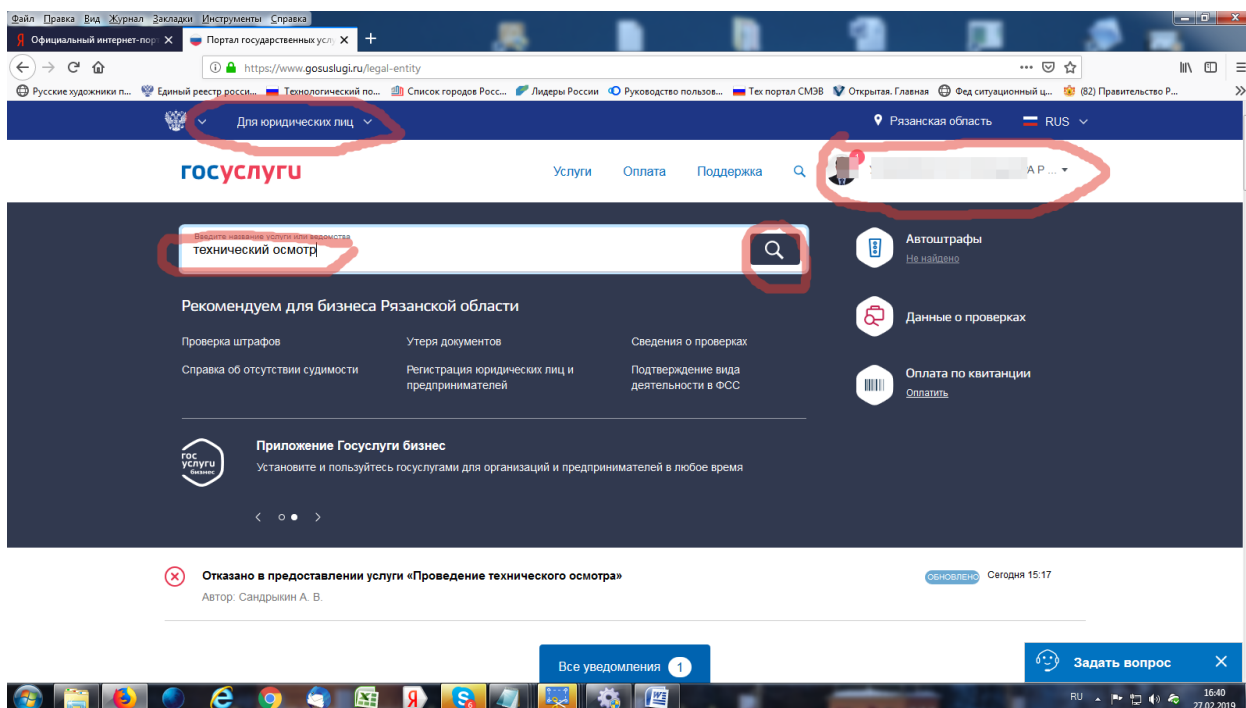 Файл Правка Вид Журнал Закладки Инструменты Справка
Официальный интернет-пор
Портал государственных усл
https://www.gosuslugi.ru/legal-entity
Русские художники п... Единый реестр росси... Технологический по... Список городов Росс... Лидеры России Руководство пользов... Тех портал СМЭВ Открытая. Главная Фед ситуационный ц... (82) Правительство Р...
Для юридических лиц
Рязанская область
RUS
госуслуги
Услуги Оплата Поддержка
А Р ...
Введите название услуги или ведомства
технический осмотр
Автоштрафы
Не найдено
Данные о проверках
Оплата по квитанции
Оплатить
Рекомендуем для бизнеса Рязанской области
Проверка штрафов
Утеря документов
Сведения о проверках
Справка об отсутствии судимости
Регистрация юридических лиц и
предпринимателей
Подтверждение вида
деятельности в ФСС
гос
услуги
бизнес
Приложение Госуслуги бизнес
Установите и пользуйтесь госуслугами для организаций и предпринимателей в любое время
Отказано в предоставлении услуги «Проведение технического осмотра»
ОБНОВЛЕНО
Сегодня 15:17
Автор: Сандрыкин А. В.
Все уведомления 1
Задать вопрос
RU
16:40
27.02.2019